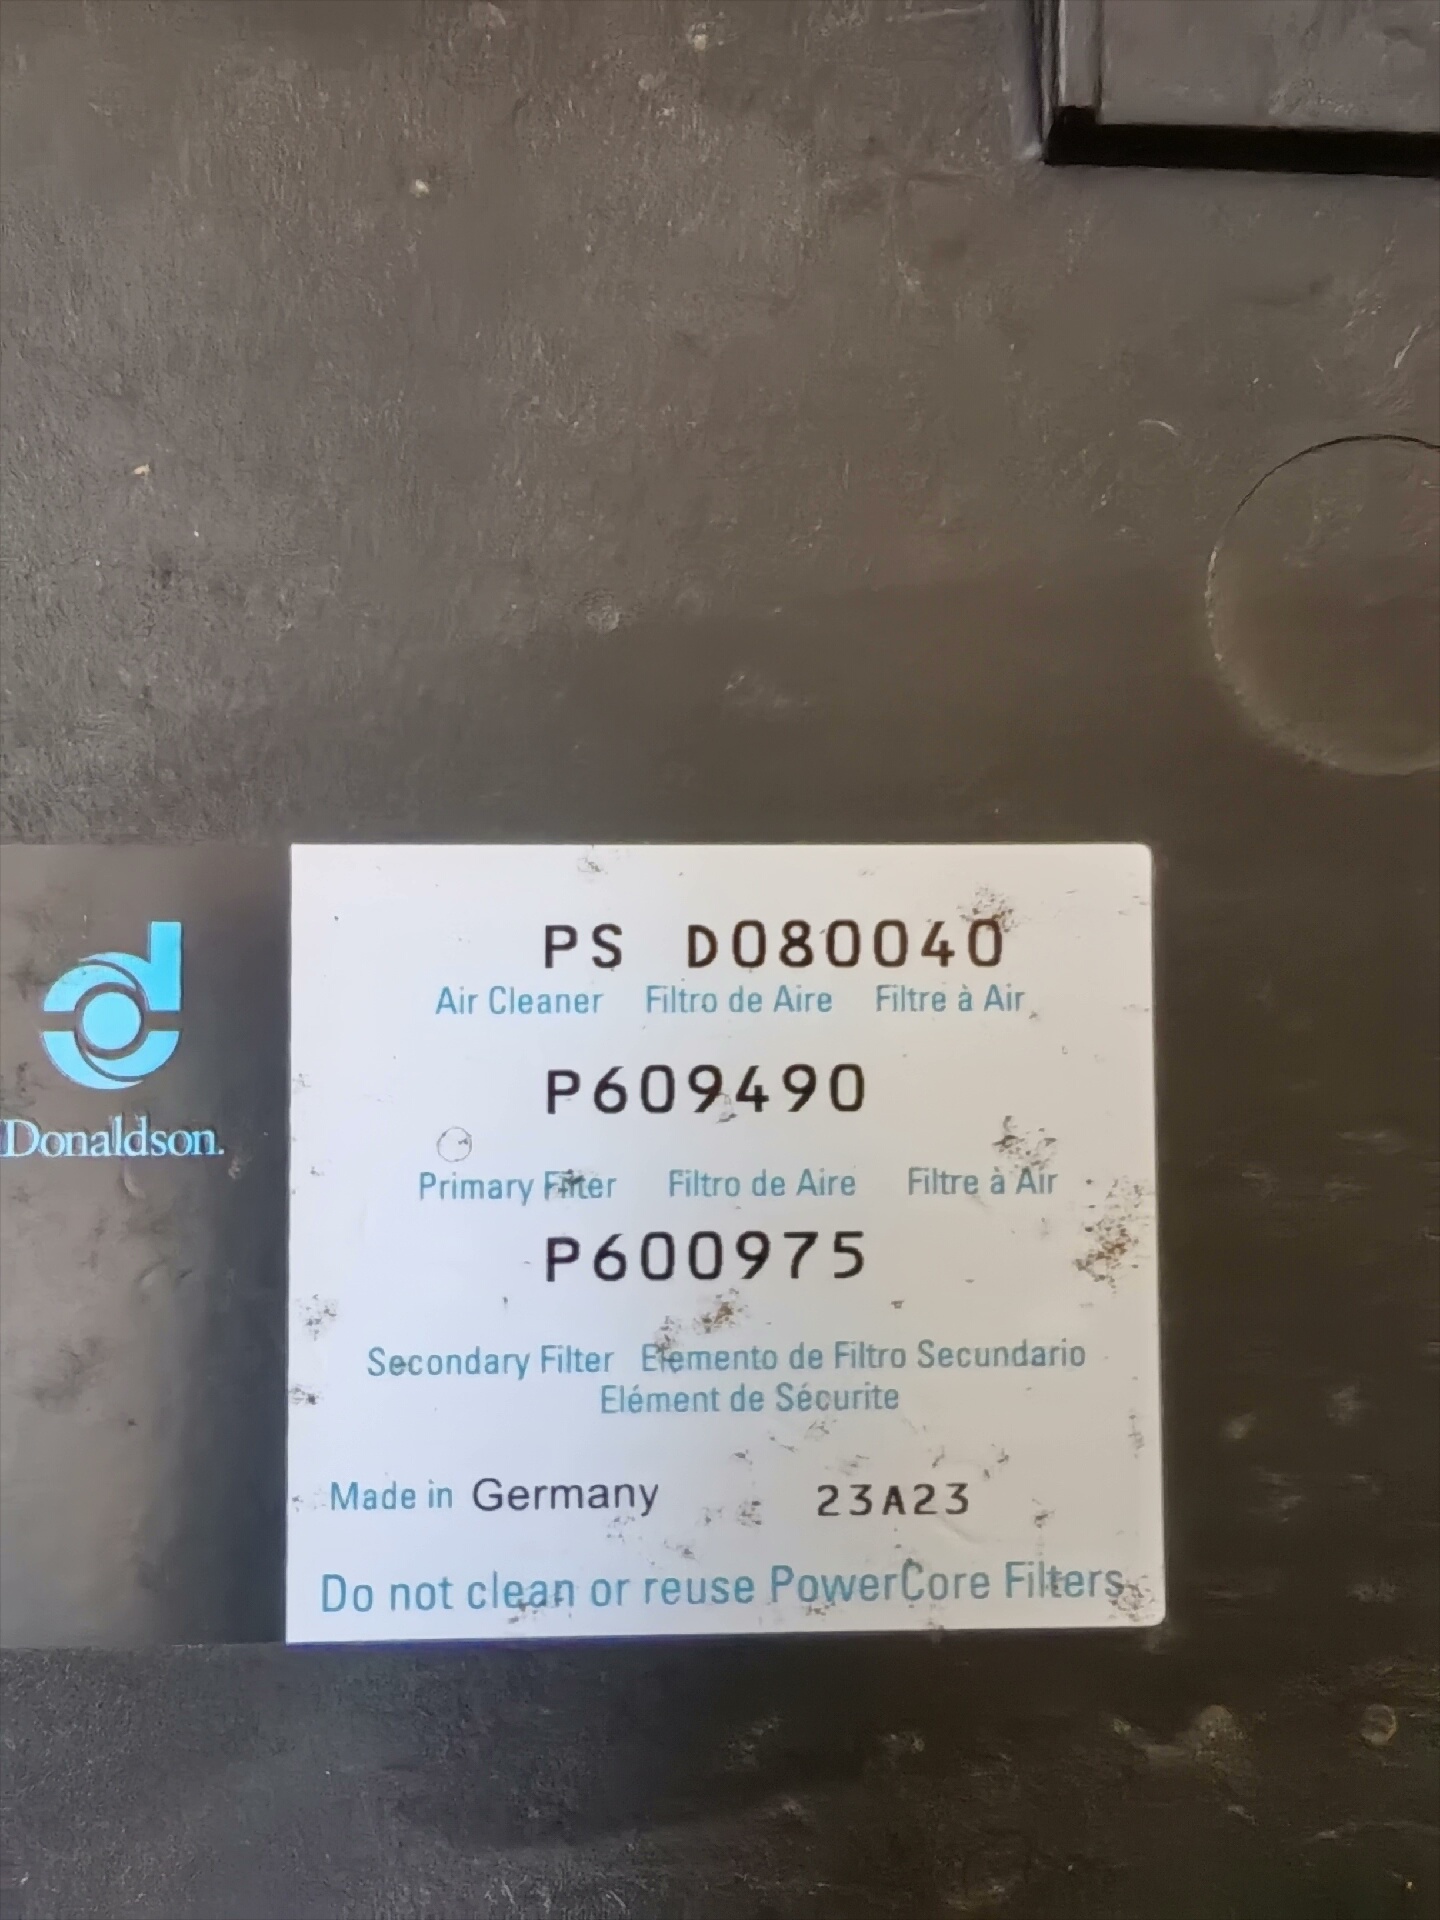 PS D080040
Air Cleaner Filtro de Aire Filtre à Air
P609490
Donaldson.
Primary Filter Filtro de Aire Filtre à Air
P600975
Secondary Filter Elemento de Filtro Secundario
Elément de Sécurite
Made in Germany 23A23
Do not clean or reuse PowerCore Filters